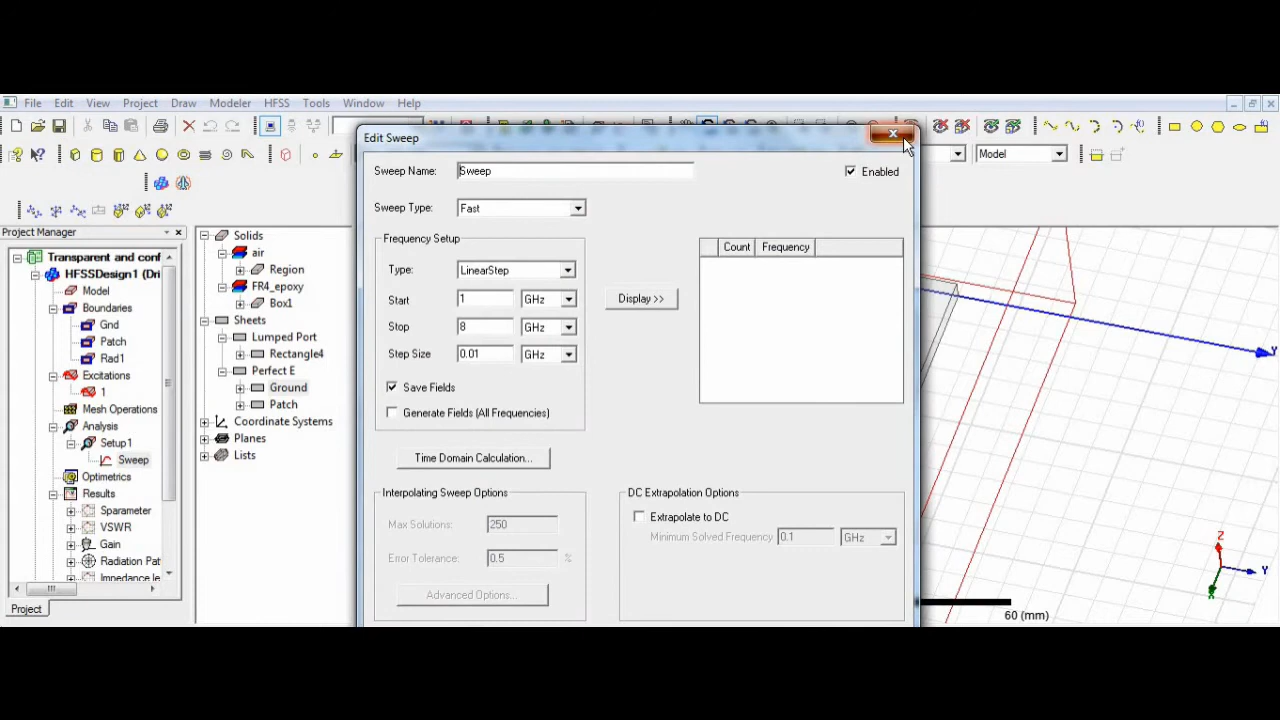 File Edit View Project Draw Modeler HFSS Tools Window Help
Model
Project Manager
Transparent and conf
HFSSDesign1 (Dri
Model
Boundaries
Gnd
Patch
Rad1
Excitations
1
Mesh Operations
Analysis
Setup1
Sweep
Optimetrics
Results
Sparameter
VSWR
Gain
Radiation Pat
Impedance le
Project
Solids
air
Region
FR4_epoxy
Box1
Sheets
Lumped Port
Rectangle4
Perfect E
Ground
Patch
Coordinate Systems
Planes
Lists
Edit Sweep
Sweep Name: Sweep
Enabled
Sweep Type: Fast
Frequency Setup
Type: LinearStep
Start 1 GHz
Stop 8 GHz
Step Size 0.01 GHz
Save Fields
Generate Fields (All Frequencies)
Time Domain Calculation...
Display >>
Count Frequency
Interpolating Sweep Options
Max Solutions: 250
Error Tolerance: 0.5 %
Advanced Options...
DC Extrapolation Options
Extrapolate to DC
Minimum Solved Frequency 0.1 GHz
Y
Z
Y
X
60 (mm)